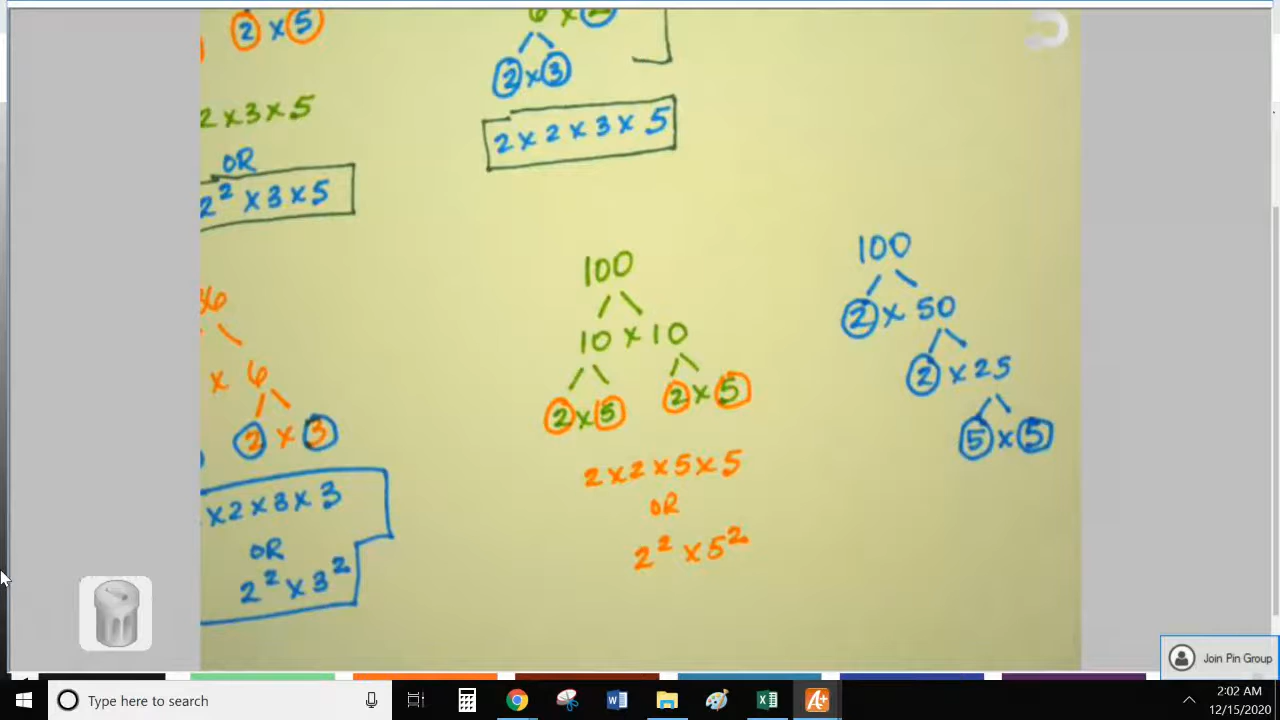 2 x 5
2 x 3 x 5
OR
2² x 3 x 5
6 x 2
2 x 3
2 x 2 x 3 x 5
36
x 6
2 x 3
x 2 x 3 x 3
OR
2² x 3²
100
10 x 10
2 x 5 2 x 5
2 x 2 x 5 x 5
OR
2² x 5²
100
2 x 50
2 x 25
5 x 5
Join Pin Group
Type here to search
2:02 AM
12/15/2020